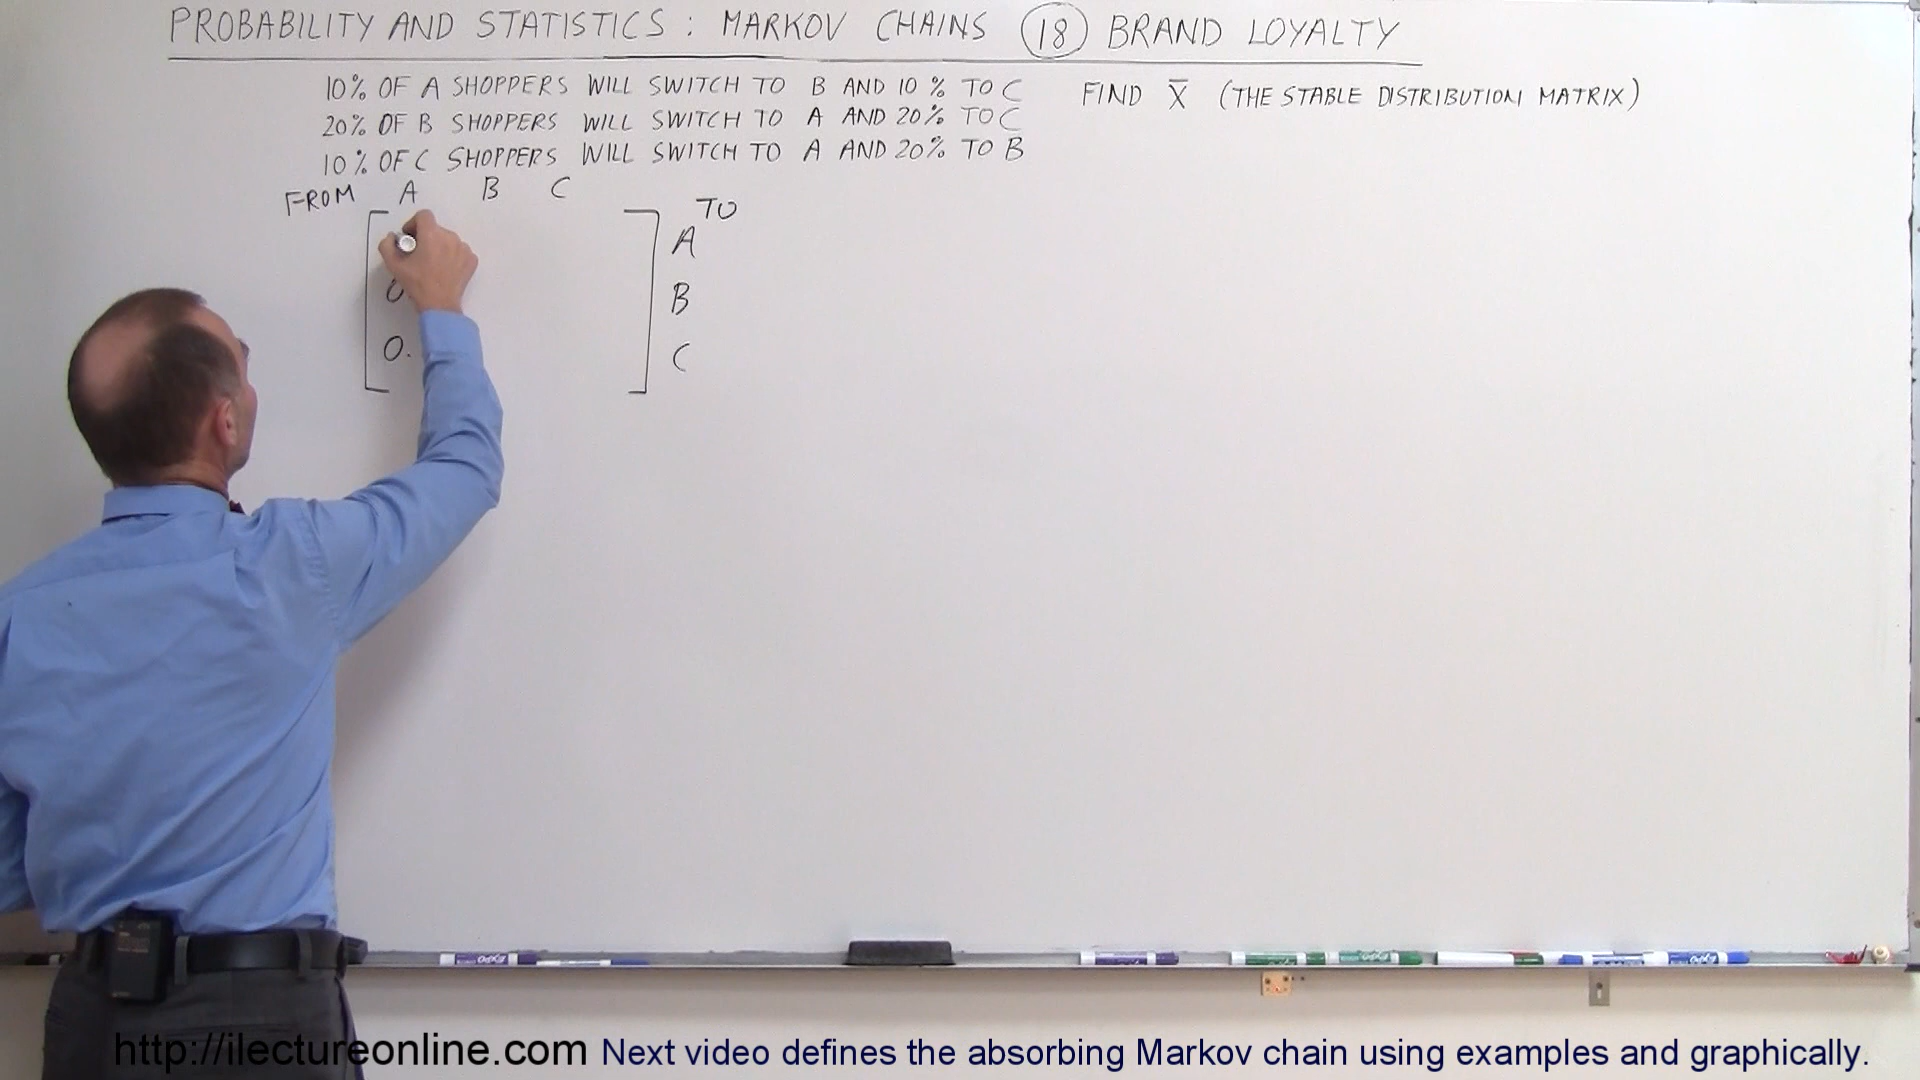 PROBABILITY AND STATISTICS : MARKOV CHAINS 18 BRAND LOYALTY
10% OF A SHOPPERS WILL SWITCH TO B AND 10 % TO C
20% OF B SHOPPERS WILL SWITCH TO A AND 20% TO C
10% OF C SHOPPERS WILL SWITCH TO A AND 20% TO B
FIND X̅ (THE STABLE DISTRIBUTION MATRIX)
FROM A B C
TO
A
0. B
0. C
http://ilectureonline.com Next video defines the absorbing Markov chain using examples and graphically.